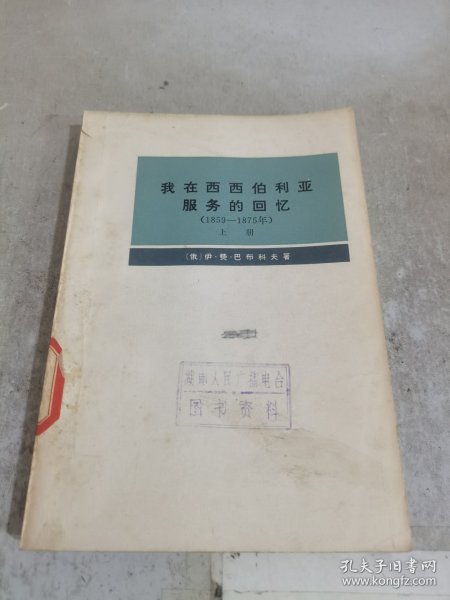 我在西西伯利亚
服务的回忆
(1859—1875年)
上 册
(俄)伊·费·巴布科夫著
湖南人民广播电台
图书资料
孔夫子旧书网
www.kongfz.com